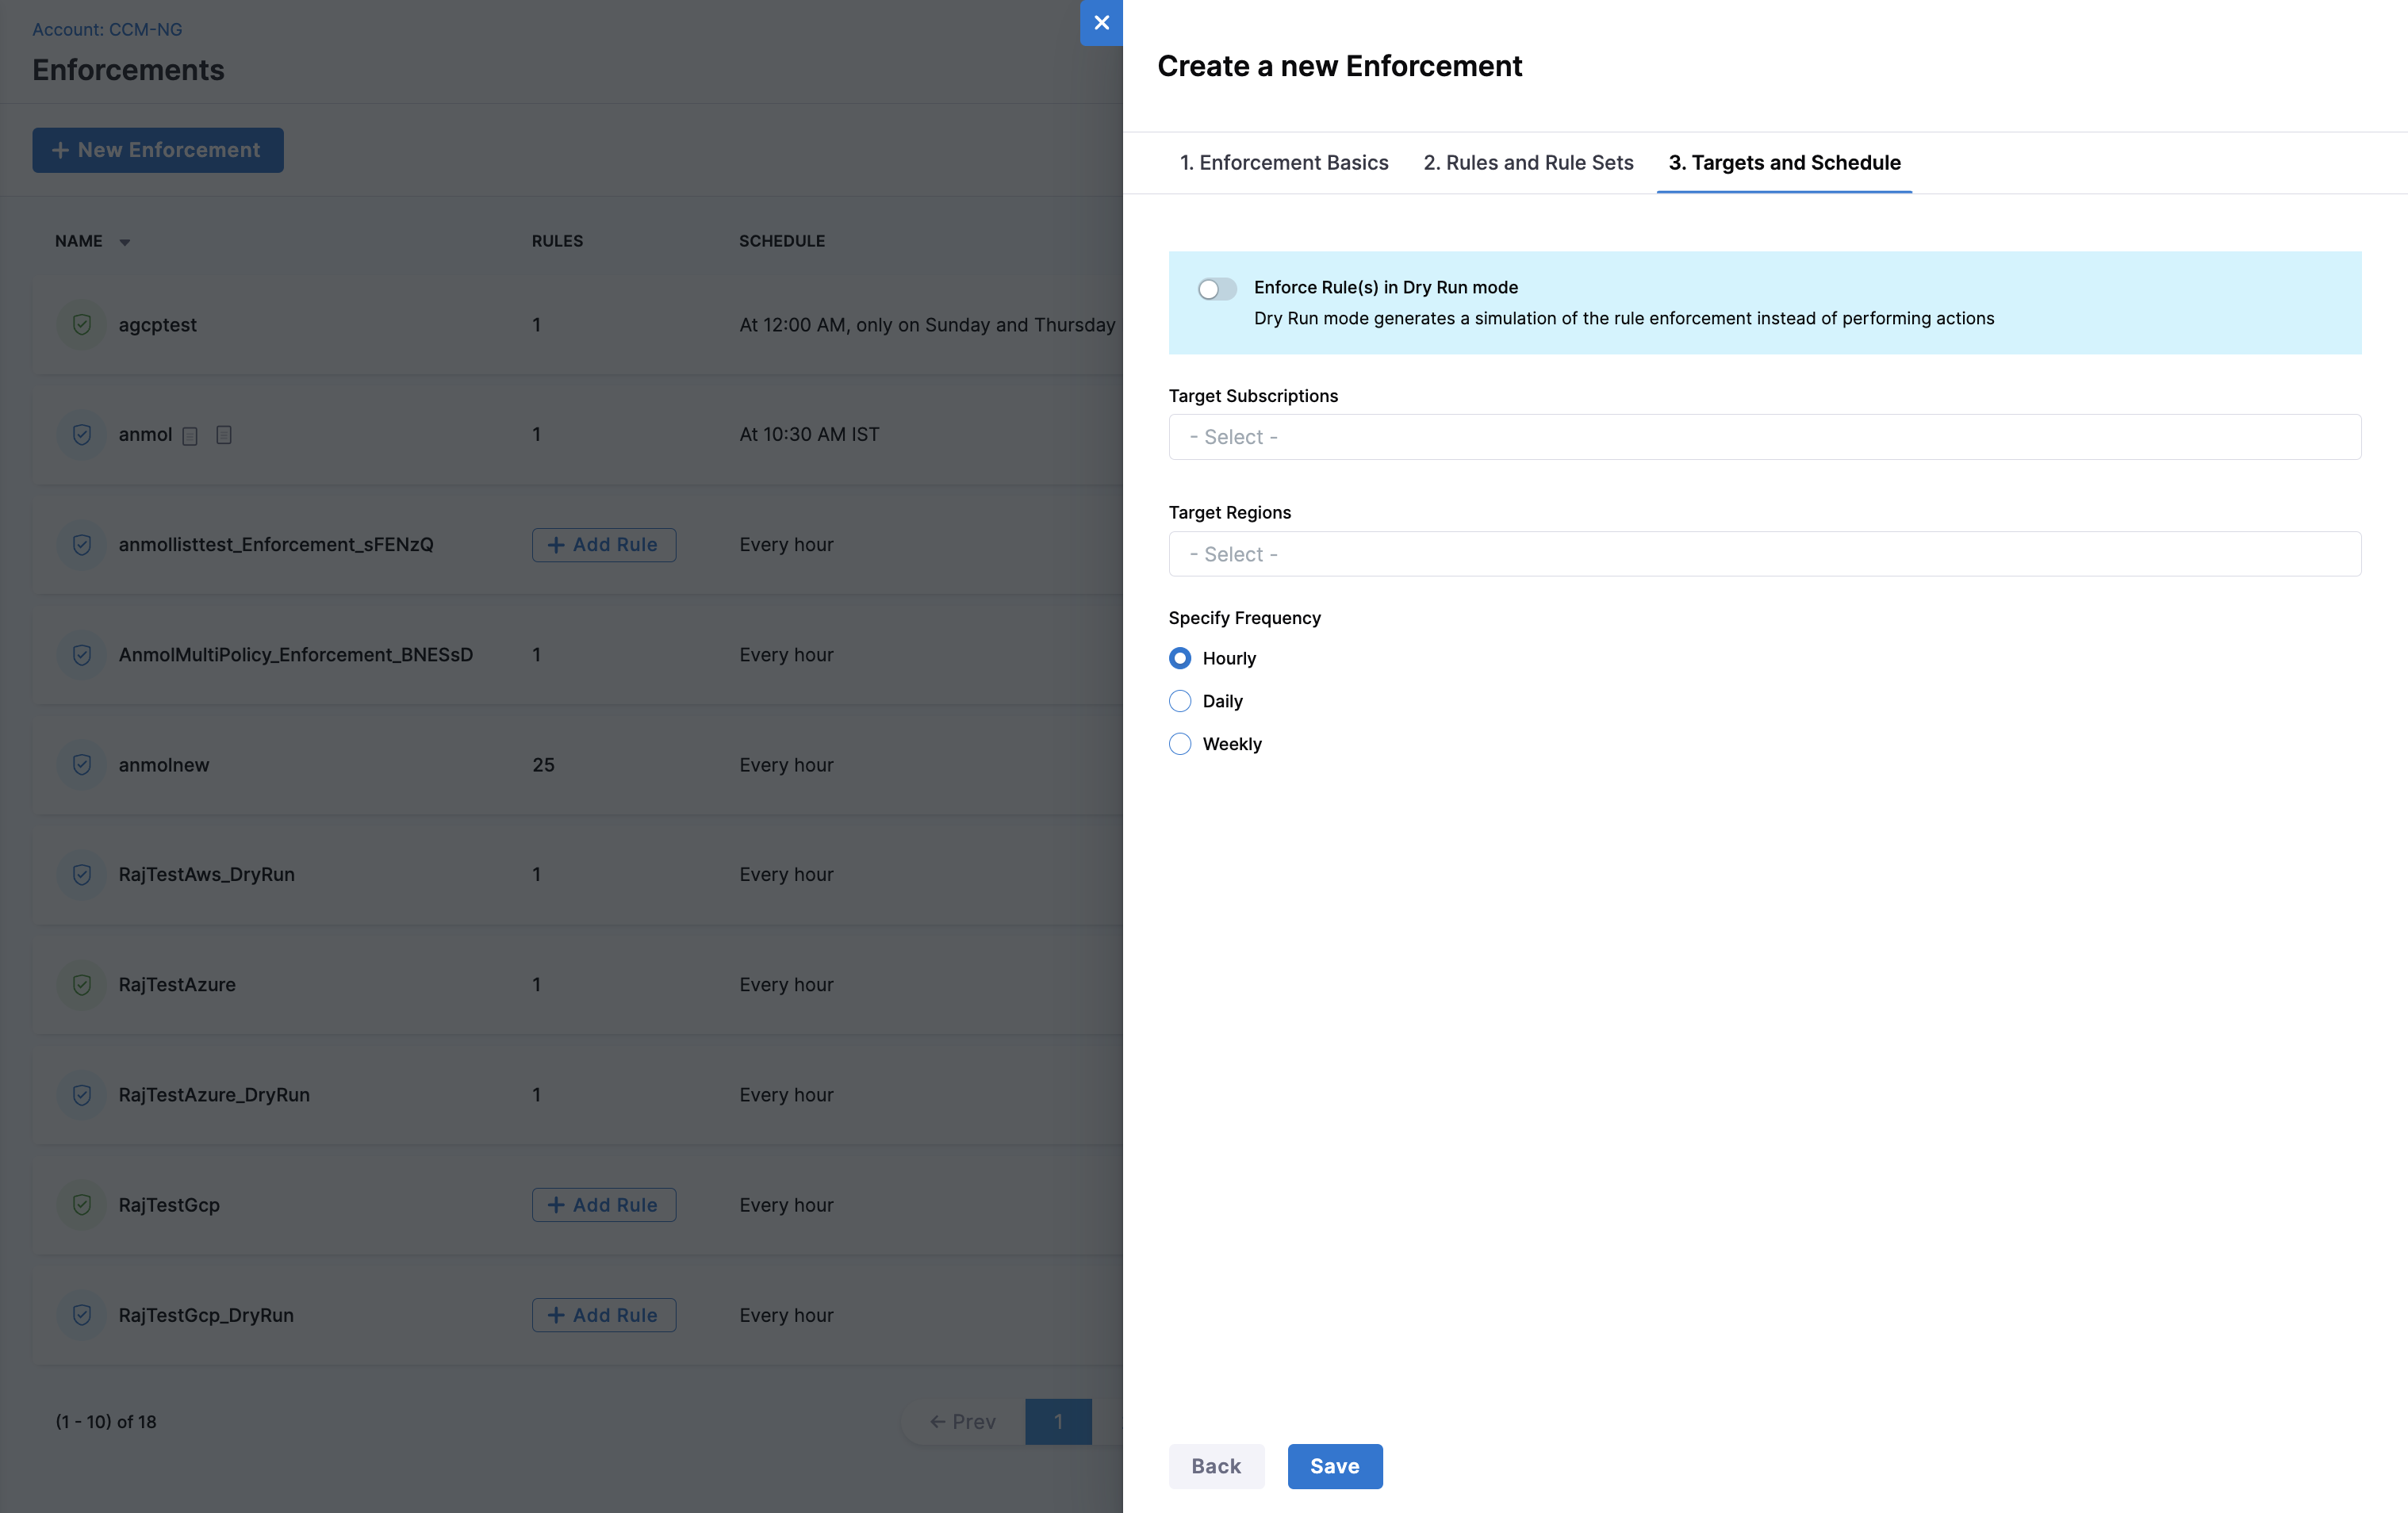 Account: CCM-NG
Enforcements
+ New Enforcement
NAME RULES SCHEDULE
agcptest 1 At 12:00 AM, only on Sunday and Thursday
anmol 1 At 10:30 AM IST
anmollisttest_Enforcement_sFENzQ + Add Rule Every hour
AnmolMultiPolicy_Enforcement_BNESsD 1 Every hour
anmolnew 25 Every hour
RajTestAws_DryRun 1 Every hour
RajTestAzure 1 Every hour
RajTestAzure_DryRun 1 Every hour
RajTestGcp + Add Rule Every hour
RajTestGcp_DryRun + Add Rule Every hour
(1 - 10) of 18 ← Prev 1
Create a new Enforcement
1. Enforcement Basics 2. Rules and Rule Sets 3. Targets and Schedule
Enforce Rule(s) in Dry Run mode
Dry Run mode generates a simulation of the rule enforcement instead of performing actions
Target Subscriptions
- Select -
Target Regions
- Select -
Specify Frequency
Hourly
Daily
Weekly
Back Save